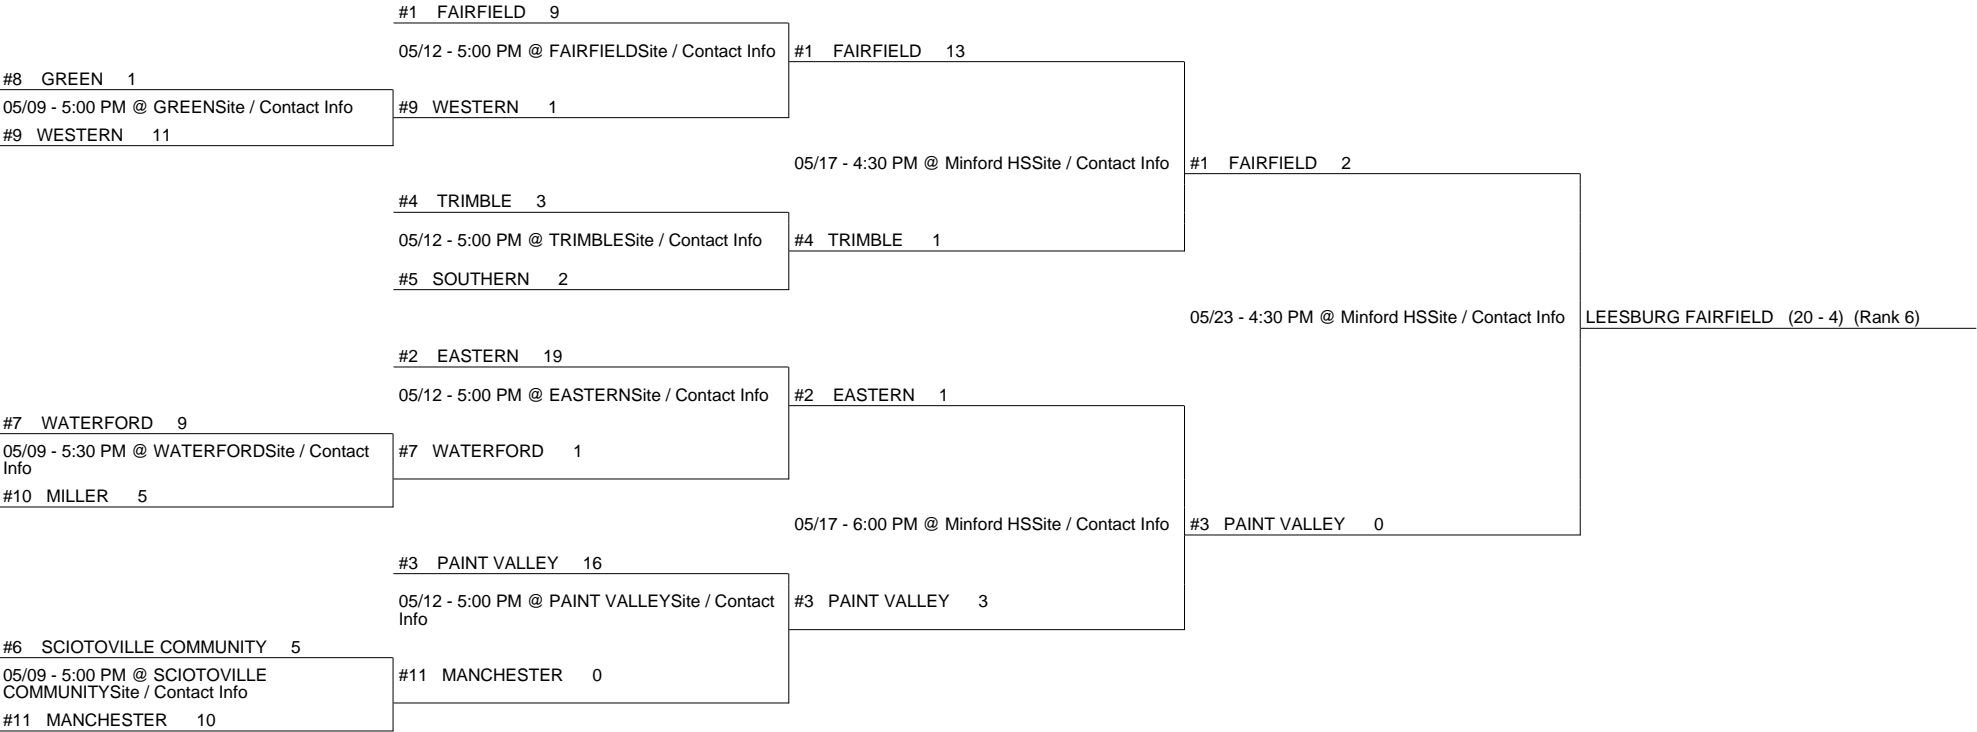 #1 FAIRFIELD 9
05/12 - 5:00 PM @ FAIRFIELDSite / Contact Info
#1 FAIRFIELD 13
#8 GREEN 1
05/09 - 5:00 PM @ GREENSite / Contact Info
#9 WESTERN 1
#9 WESTERN 11
05/17 - 4:30 PM @ Minford HSSite / Contact Info
#1 FAIRFIELD 2
#4 TRIMBLE 3
05/12 - 5:00 PM @ TRIMBLESite / Contact Info
#4 TRIMBLE 1
#5 SOUTHERN 2
05/23 - 4:30 PM @ Minford HSSite / Contact Info
LEESBURG FAIRFIELD (20 - 4) (Rank 6)
#2 EASTERN 19
05/12 - 5:00 PM @ EASTERNSite / Contact Info
#2 EASTERN 1
#7 WATERFORD 9
05/09 - 5:30 PM @ WATERFORDSite / Contact
Info
#7 WATERFORD 1
#10 MILLER 5
05/17 - 6:00 PM @ Minford HSSite / Contact Info
#3 PAINT VALLEY 0
#3 PAINT VALLEY 16
05/12 - 5:00 PM @ PAINT VALLEYSite / Contact
Info
#3 PAINT VALLEY 3
#6 SCIOTOVILLE COMMUNITY 5
05/09 - 5:00 PM @ SCIOTOVILLE
COMMUNITYSite / Contact Info
#11 MANCHESTER 0
#11 MANCHESTER 10